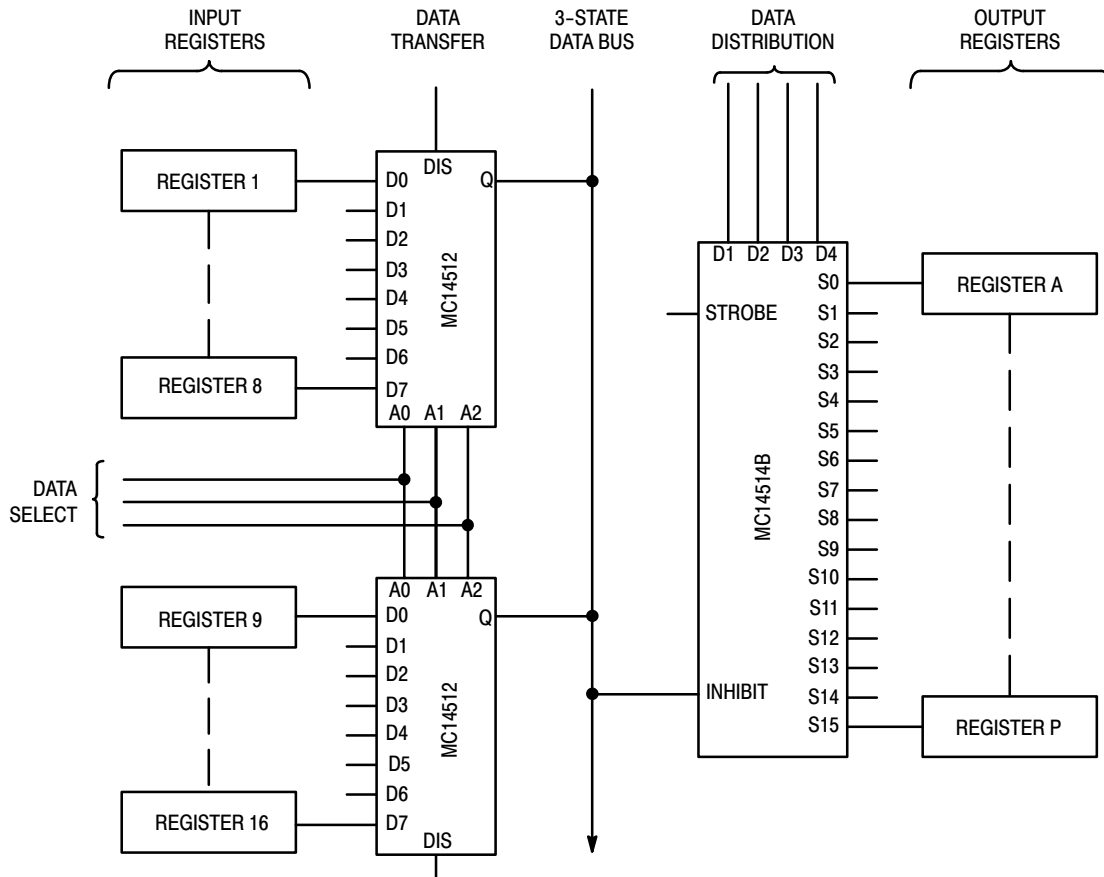 INPUT
REGISTERS
DATA
TRANSFER
3-STATE
DATA BUS
DATA
DISTRIBUTION
OUTPUT
REGISTERS
REGISTER 1
REGISTER 8
DIS
D0
D1
D2
D3
D4
D5
D6
D7
Q
MC14512
A0 A1 A2
DATA
SELECT
REGISTER 9
REGISTER 16
A0 A1 A2
D0
D1
D2
D3
D4
D5
D6
D7
Q
MC14512
DIS
D1 D2 D3 D4
STROBE
INHIBIT
MC14514B
S0
S1
S2
S3
S4
S5
S6
S7
S8
S9
S10
S11
S12
S13
S14
S15
REGISTER A
REGISTER P